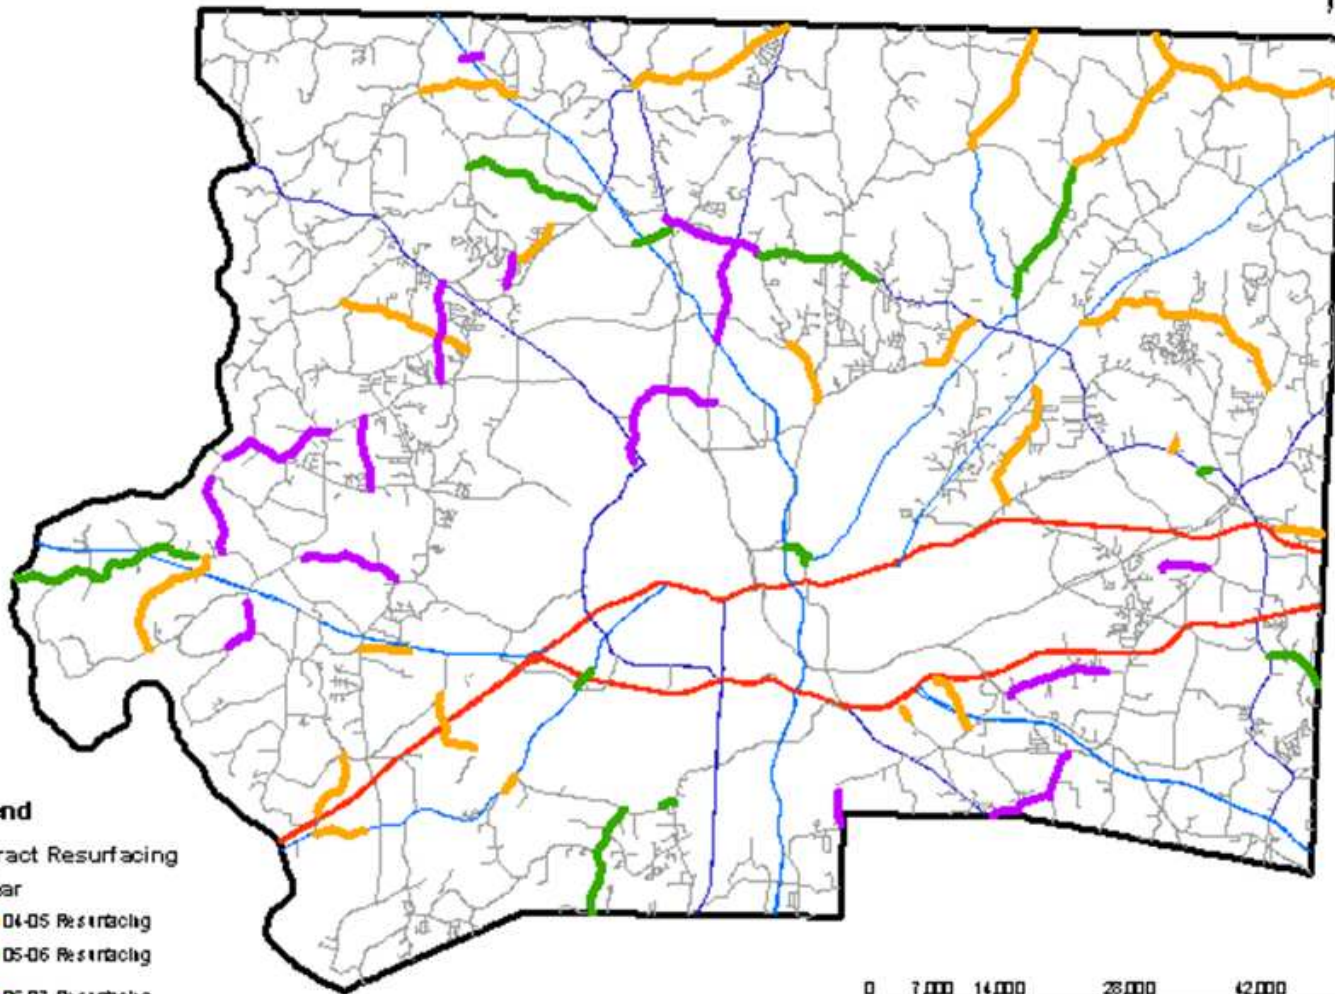 nd
ract Resurfacing
ar
04-05 Resurfacing
05-06 Resurfacing
0 7,000 14,000 28,000 42,000